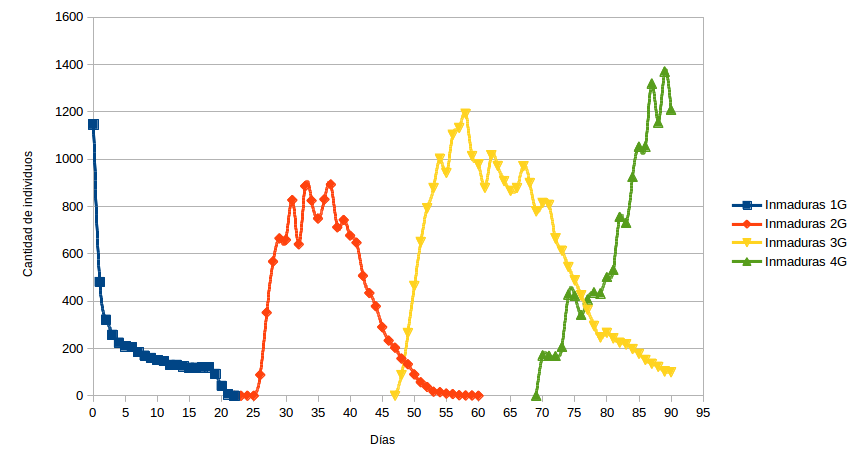 1600
1400
1200
1000
800
600
400
200
0
Cantidad de individuos
0 5 10 15 20 25 30 35 40 45 50 55 60 65 70 75 80 85 90 95
Días
Inmaduras 1G
Inmaduras 2G
Inmaduras 3G
Inmaduras 4G